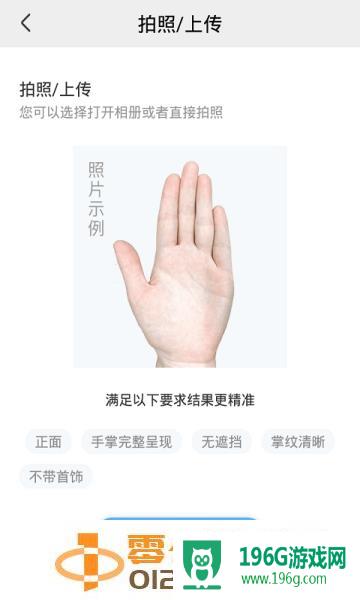 拍照/上传
拍照/上传
您可以选择打开相册或者直接拍照
照片示例
满足以下要求结果更精准
正面 手掌完整呈现 无遮挡 掌纹清晰
不带首饰
196G游戏网
www.196g.com